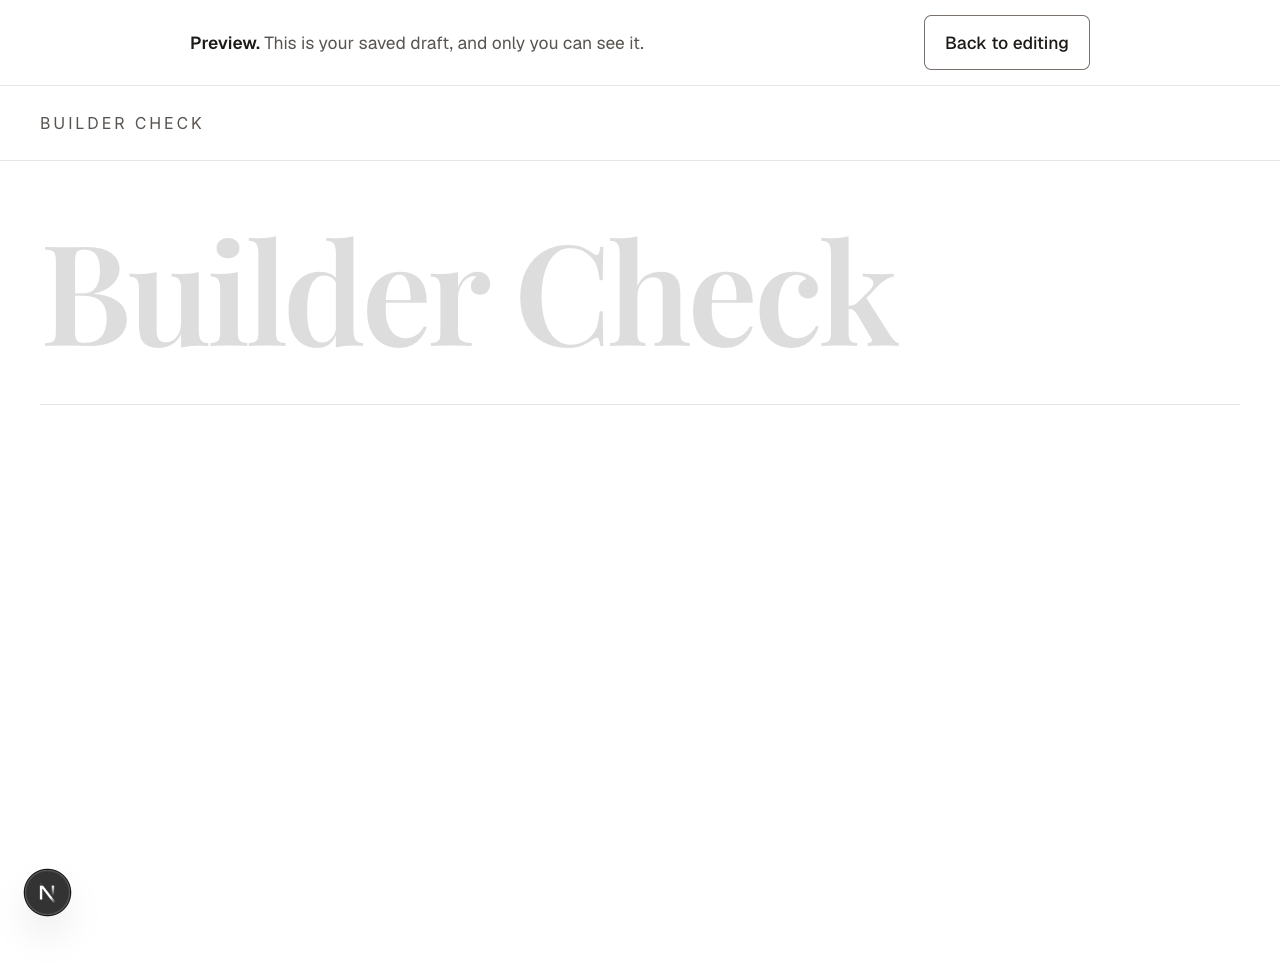 Preview. This is your saved draft, and only you can see it.
Back to editing
BUILDER CHECK
Builder Check
N